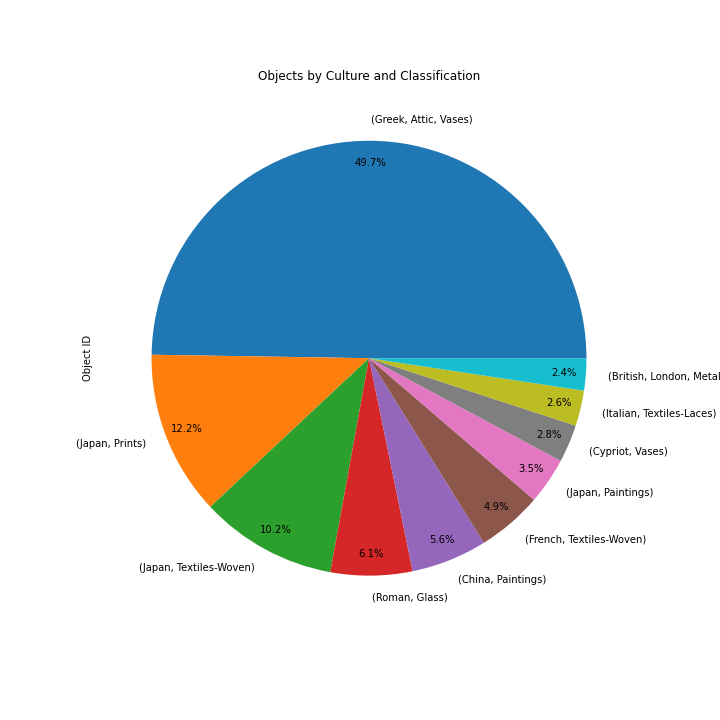 Objects by Culture and Classification
(Greek, Attic, Vases)
49.7%
Object ID
12.2%
(Japan, Prints)
10.2%
(Japan, Textiles-Woven)
6.1%
(Roman, Glass)
5.6%
(China, Paintings)
4.9%
(French, Textiles-Woven)
3.5%
(Japan, Paintings)
2.8%
(Cypriot, Vases)
2.6%
(Italian, Textiles-Laces)
2.4%
(British, London, Metal